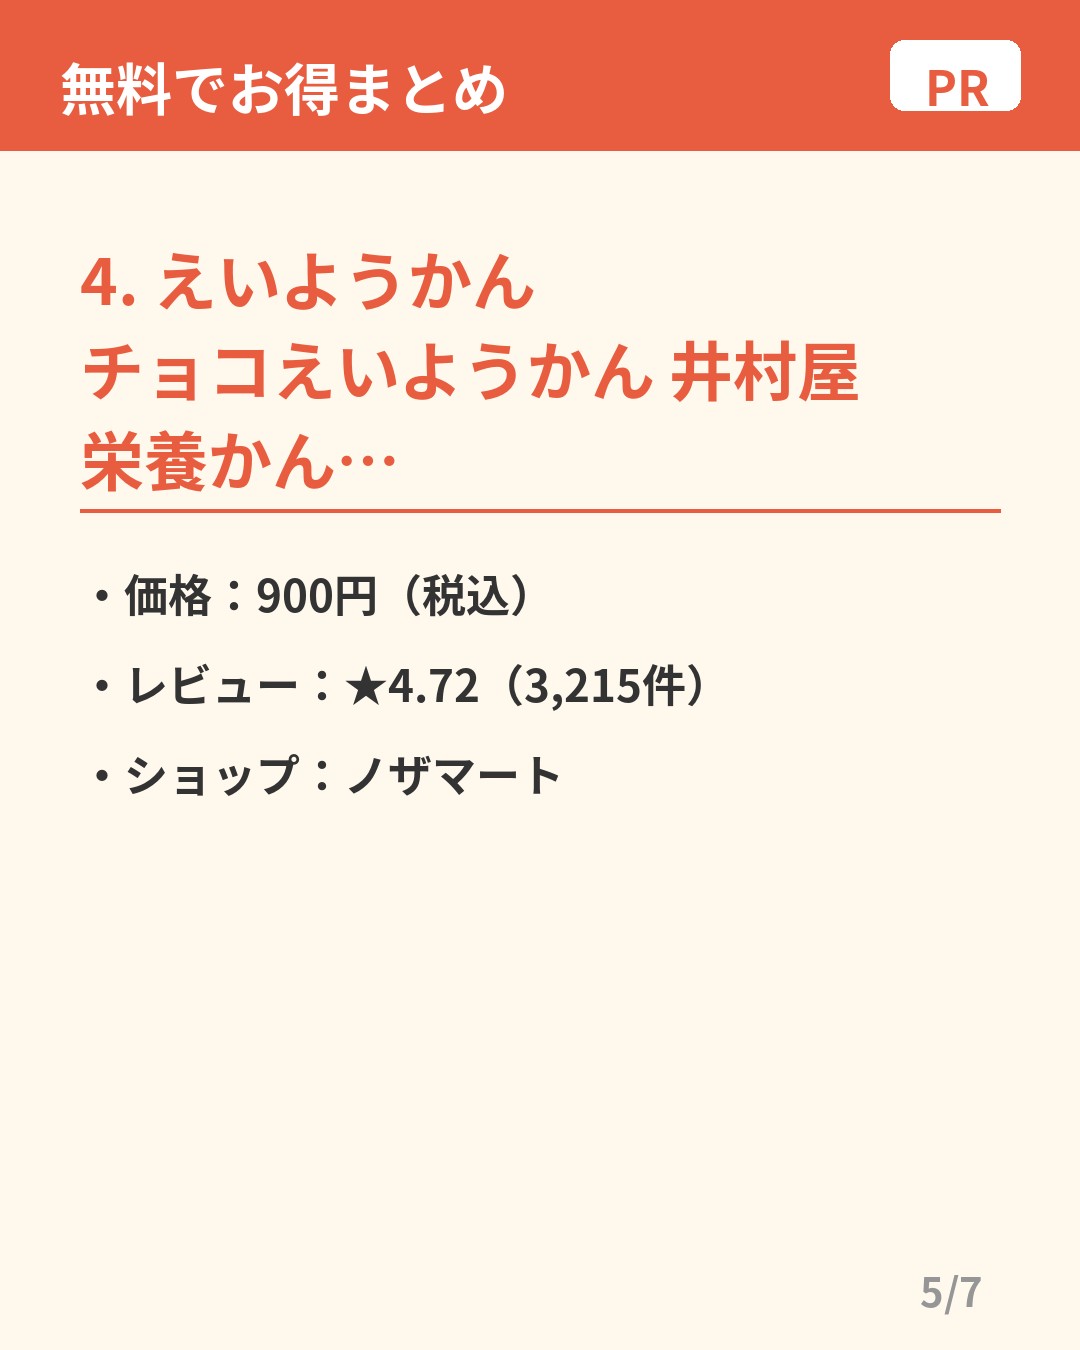 無料でお得まとめ
PR
4. えいようかん
チョコえいようかん 井村屋
栄養かん…
・価格：900円（税込）
・レビュー：★4.72（3,215件）
・ショップ：ノザマート
5/7